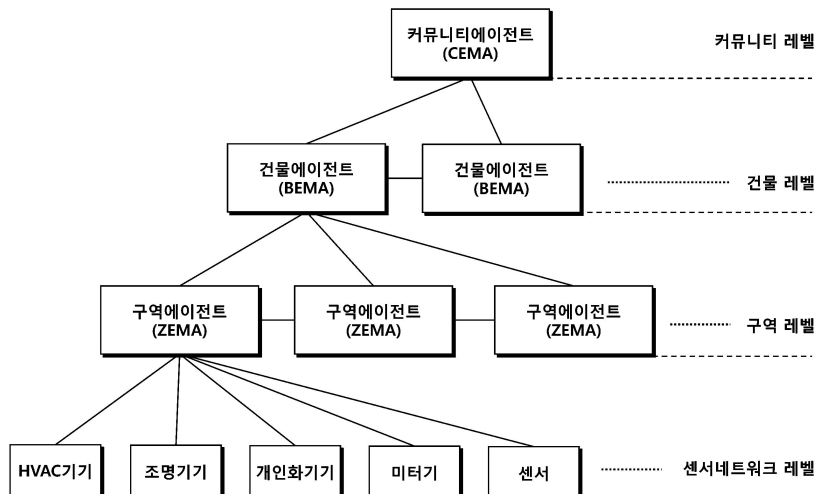 커뮤니티에이전트
(CEMA)
커뮤니티 레벨
건물에이전트
(BEMA)
건물에이전트
(BEMA)
건물 레벨
구역에이전트
(ZEMA)
구역에이전트
(ZEMA)
구역에이전트
(ZEMA)
구역 레벨
HVAC기기
조명기기
개인화기기
미터기
센서
센서네트워크 레벨